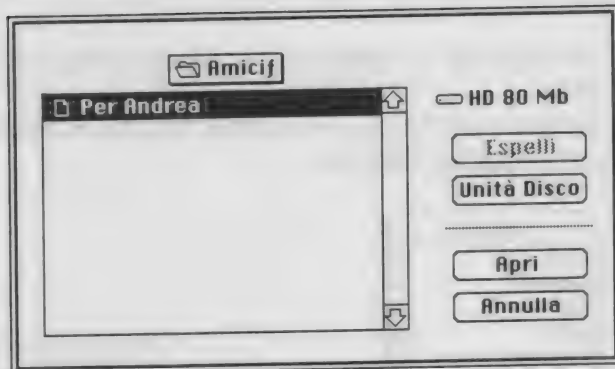 Amicif
Per Andrea
HD 80 Mb
Espelli
Unità Disco
Apri
Annulla